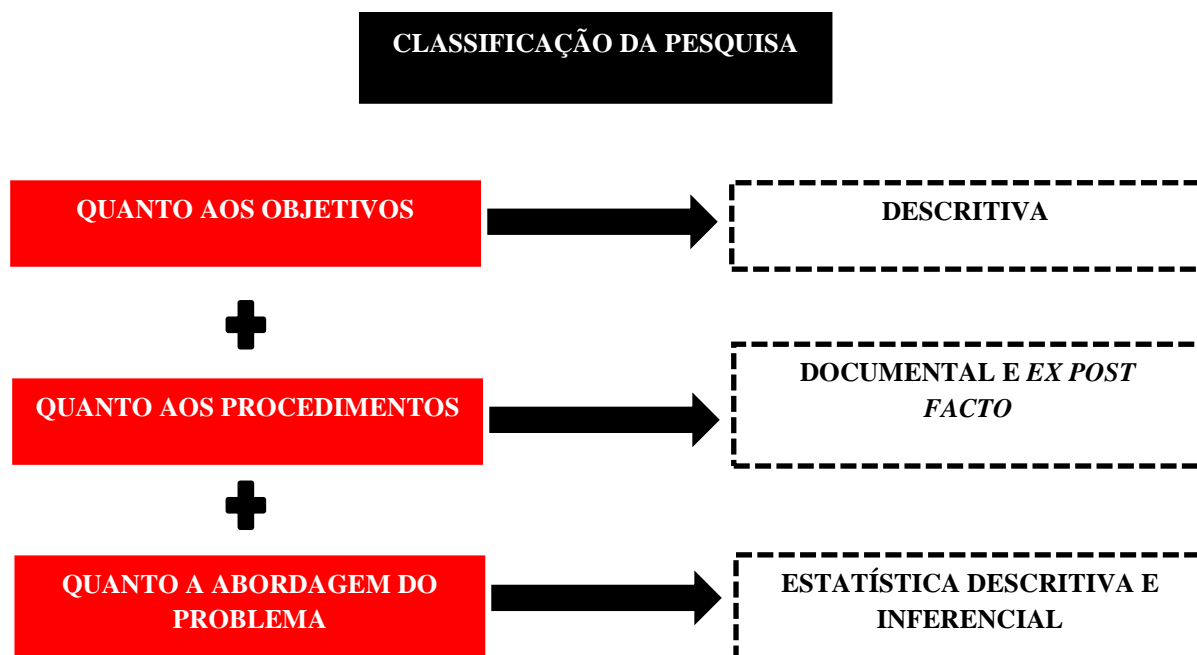 CLASSIFICAÇÃO DA PESQUISA
QUANTO AOS OBJETIVOS
DESCRITIVA
QUANTO AOS PROCEDIMENTOS
DOCUMENTAL E EX POST
FACTO
QUANTO A ABORDAGEM DO
PROBLEMA
ESTATÍSTICA DESCRITIVA E
INFERENCIAL